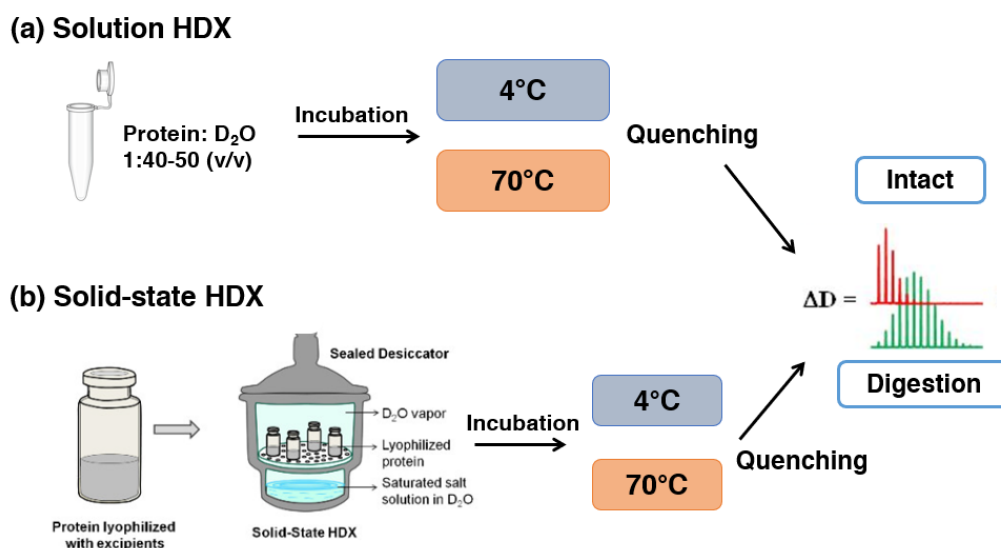 (a) Solution HDX
Protein: D₂O
1:40-50 (v/v)
Incubation
4°C
70°C
Quenching
Intact
ΔD =
Digestion
(b) Solid-state HDX
Sealed Desiccator
D₂O vapor
Lyophilized
protein
Saturated salt
solution in D₂O
Solid-State HDX
Protein lyophilized
with excipients
Incubation
4°C
70°C
Quenching